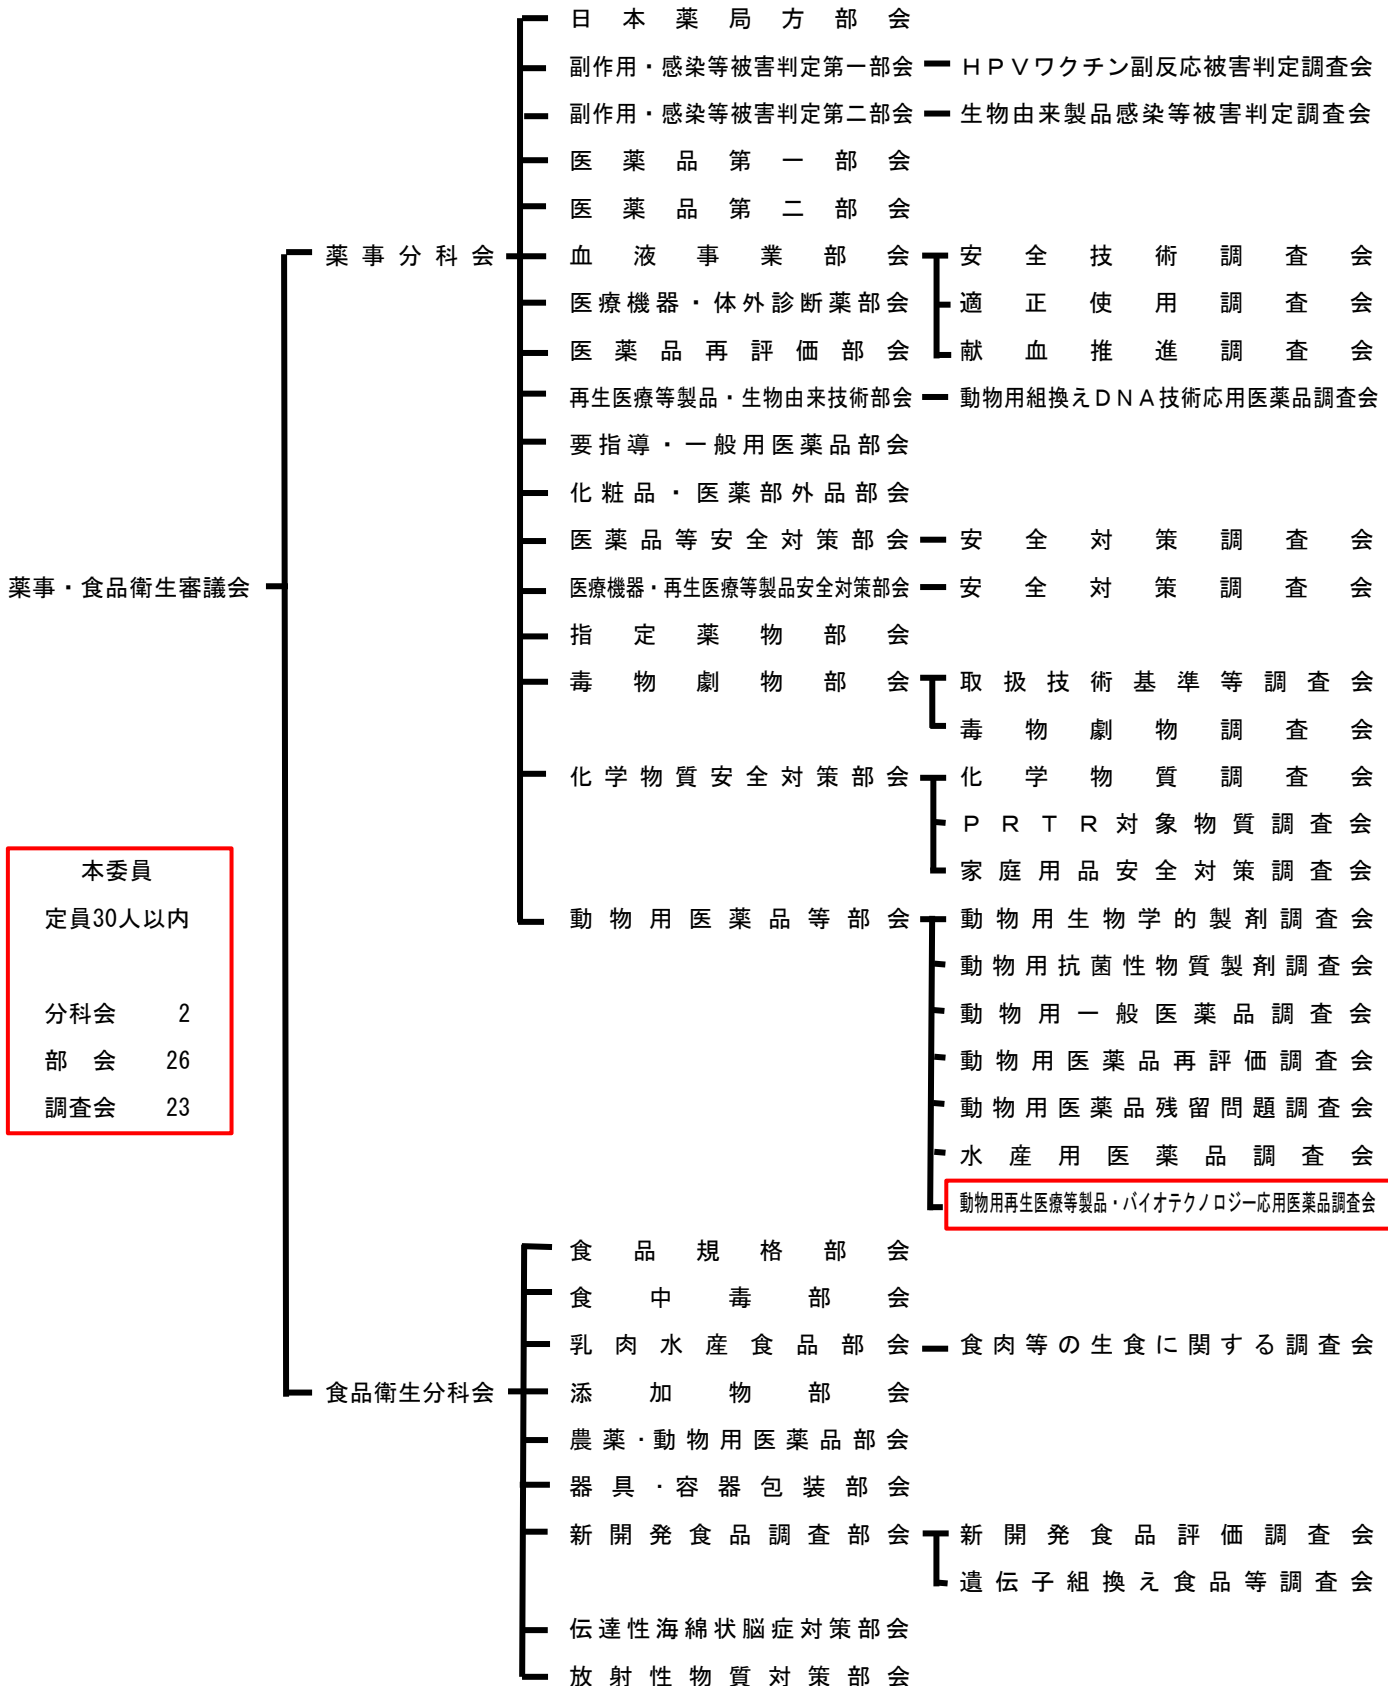 薬事・食品衛生審議会
本委員
定員30人以内
分科会 2
部会 26
調査会 23
薬事分科会
日本薬局方部会
副作用・感染等被害判定第一部会 HPVワクチン副反応被害判定調査会
副作用・感染等被害判定第二部会 生物由来製品感染等被害判定調査会
医薬品第一部会
医薬品第二部会
血液事業部会 安全技術調査会
医療機器・体外診断薬部会 適正使用調査会
医薬品再評価部会 献血推進調査会
再生医療等製品・生物由来技術部会 動物用組換えDNA技術応用医薬品調査会
要指導・一般用医薬品部会
化粧品・医薬部外品部会
医薬品等安全対策部会 安全対策調査会
医療機器・再生医療等製品安全対策部会 安全対策調査会
指定薬物部会
毒物劇物部会 取扱技術基準等調査会
毒物劇物調査会
化学物質安全対策部会 化学物質調査会
PRTR対象物質調査会
家庭用品安全対策調査会
動物用医薬品等部会 動物用生物学的製剤調査会
動物用抗菌性物質製剤調査会
動物用一般医薬品調査会
動物用医薬品再評価調査会
動物用医薬品残留問題調査会
水産用医薬品調査会
動物用再生医療等製品・バイオテクノロジー応用医薬品調査会
食品衛生分科会
食品規格部会
食中毒部会
乳肉水産食品部会 食肉等の生食に関する調査会
添加物部会
農薬・動物用医薬品部会
器具・容器包装部会
新開発食品調査部会 新開発食品評価調査会
遺伝子組換え食品等調査会
伝達性海綿状脳症対策部会
放射性物質対策部会